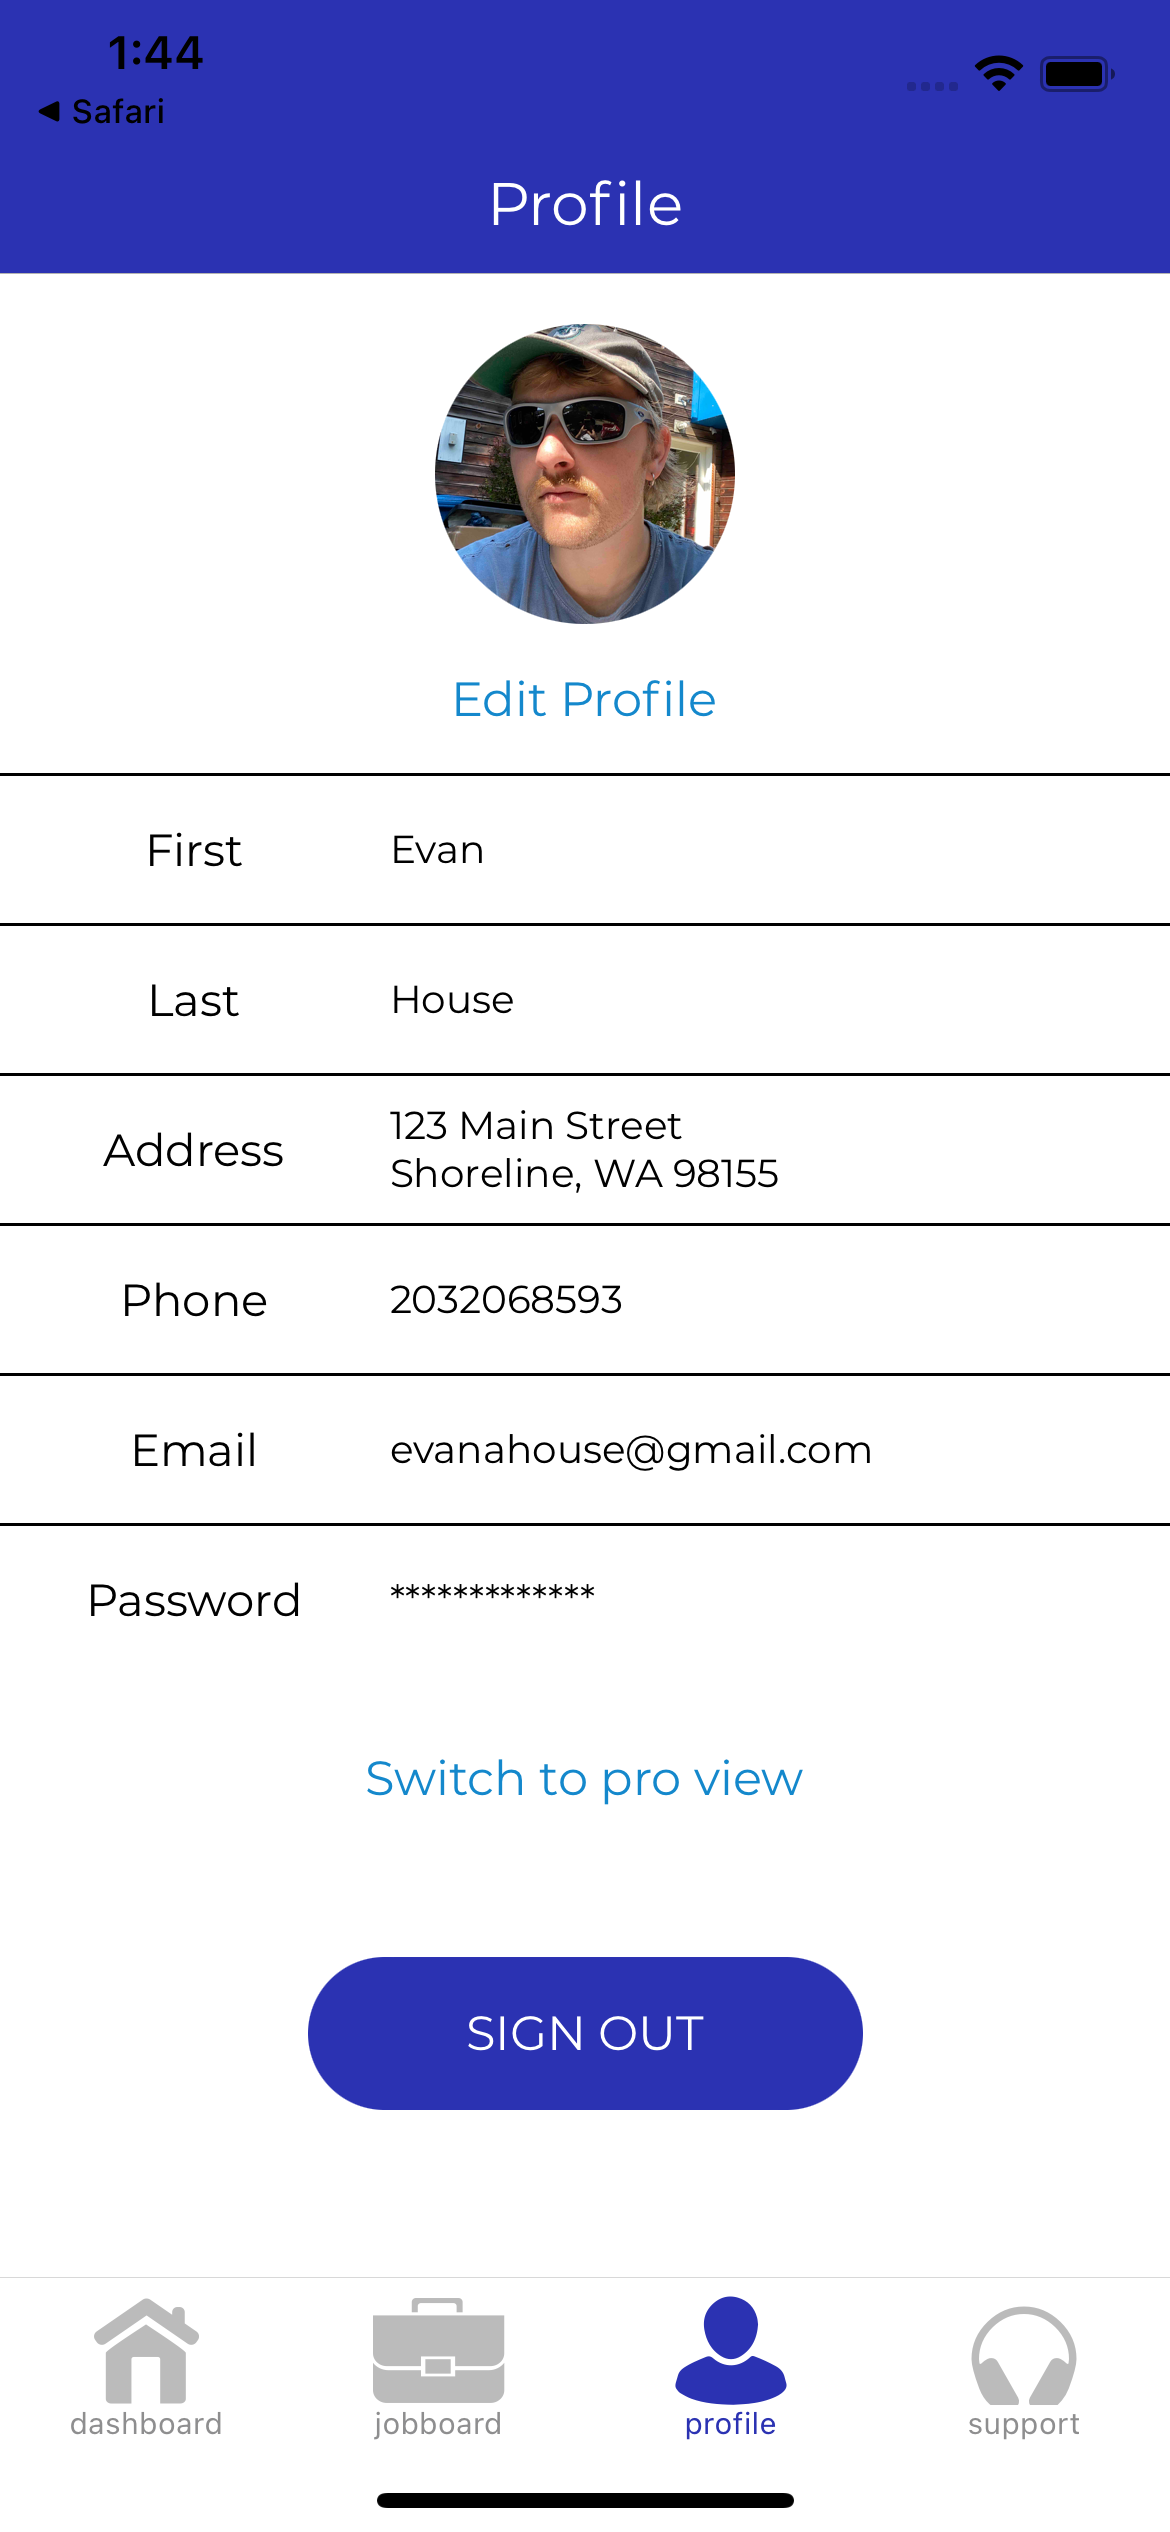 1:44
Safari
Profile
Edit Profile
First
Evan
Last
House
Address
123 Main Street
Shoreline, WA 98155
Phone
2032068593
Email
evanahouse@gmail.com
Password
*************
Switch to pro view
SIGN OUT
dashboard
jobboard
profile
support